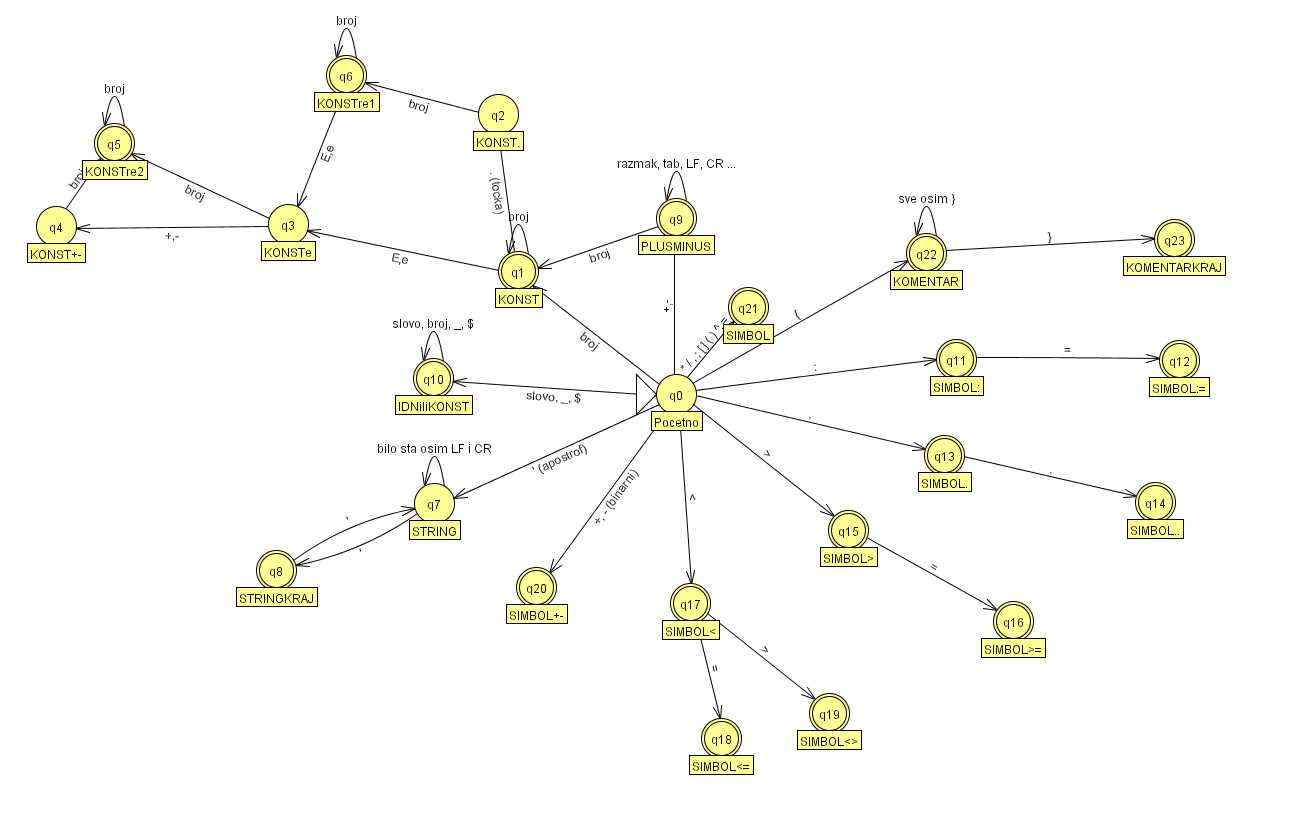 broj
q6
KONSTre1
broj
q2
KONST.
broj
q5
KONSTre2
E,e
broj
. (tocka)
razmak, tab, LF, CR ...
q9
PLUSMINUS
sve osim }
q22
KOMENTAR
}
q23
KOMENTARKRAJ
broj
q4
KONST+-
+,-
q3
KONSTe
E,e
broj
q1
KONST
broj
+,-
q21
SIMBOL
{
broj
slovo, broj, _, $
q10
IDNiliKONST
slovo, _, $
q0
Pocetno
:
q11
SIMBOL:
=
q12
SIMBOL:=
.
q13
SIMBOL.
.
q14
SIMBOL..
bilo sta osim LF i CR
q7
STRING
' (apostrof)
'
'
q8
STRINGKRAJ
+, - (binarni)
q20
SIMBOL+-
<
q17
SIMBOL<
>
q15
SIMBOL>
=
q16
SIMBOL>=
=
q18
SIMBOL<=
>
q19
SIMBOL<>